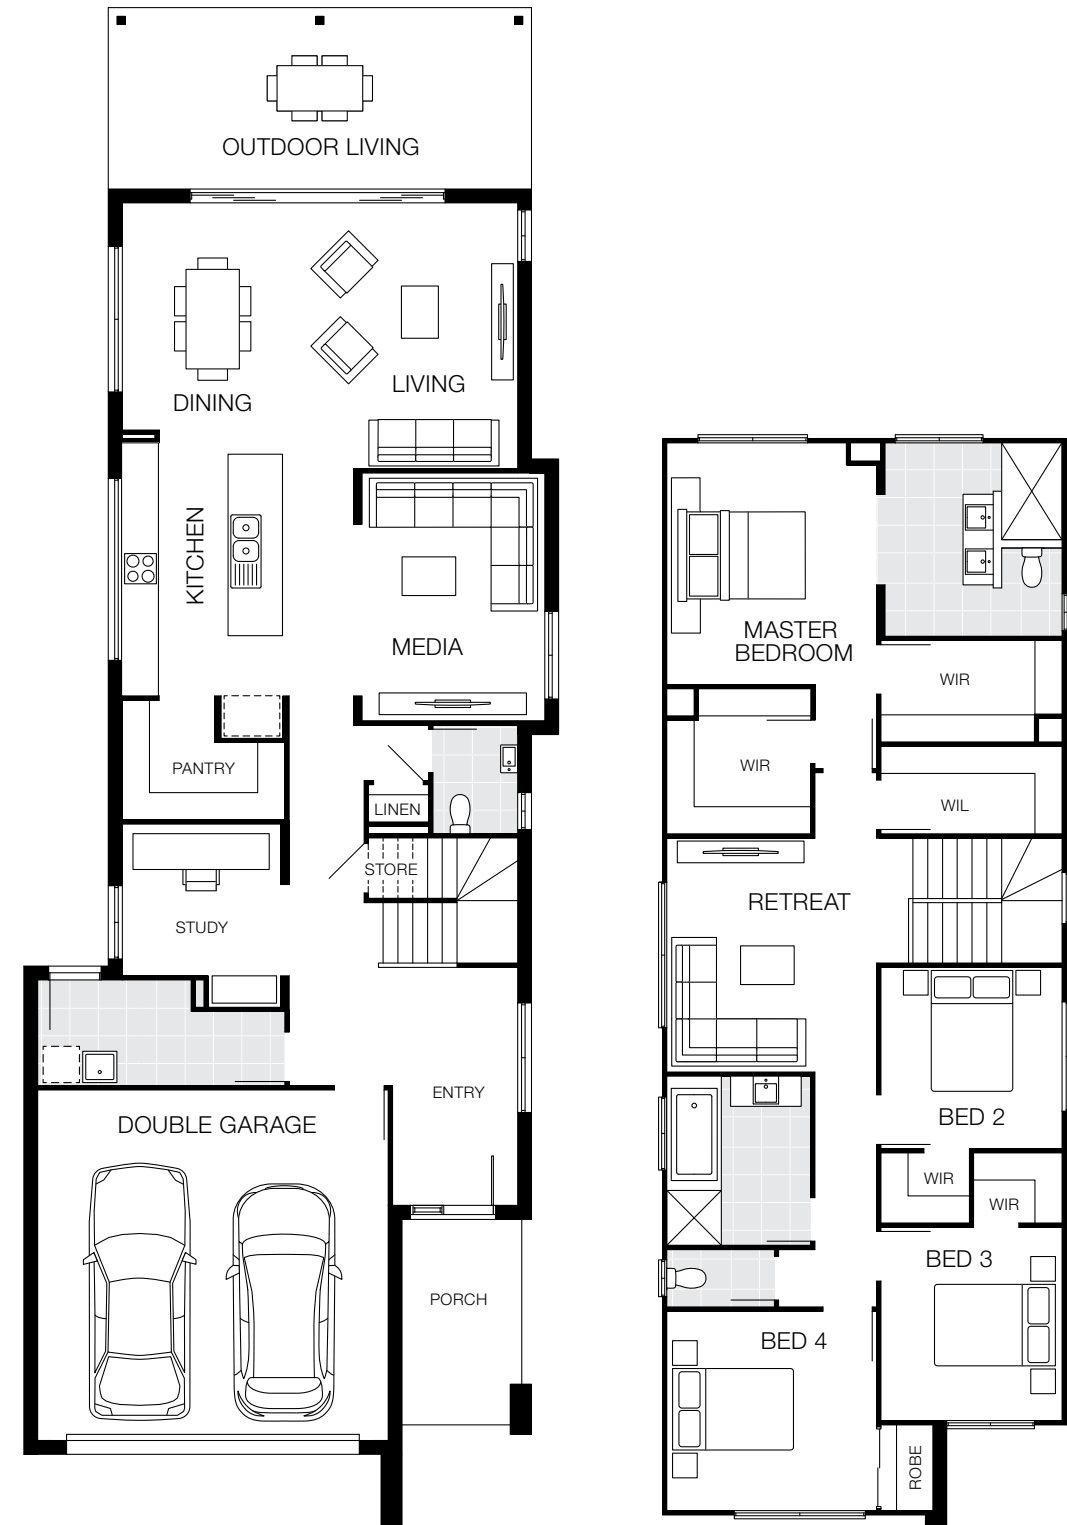 OUTDOOR LIVING
LIVING
DINING
KITCHEN
MEDIA
PANTRY
LINEN
STORE
STUDY
ENTRY
DOUBLE GARAGE
PORCH
MASTER
BEDROOM
WIR
WIR
WIL
RETREAT
BED 2
WIR
WIR
BED 3
BED 4
ROBE